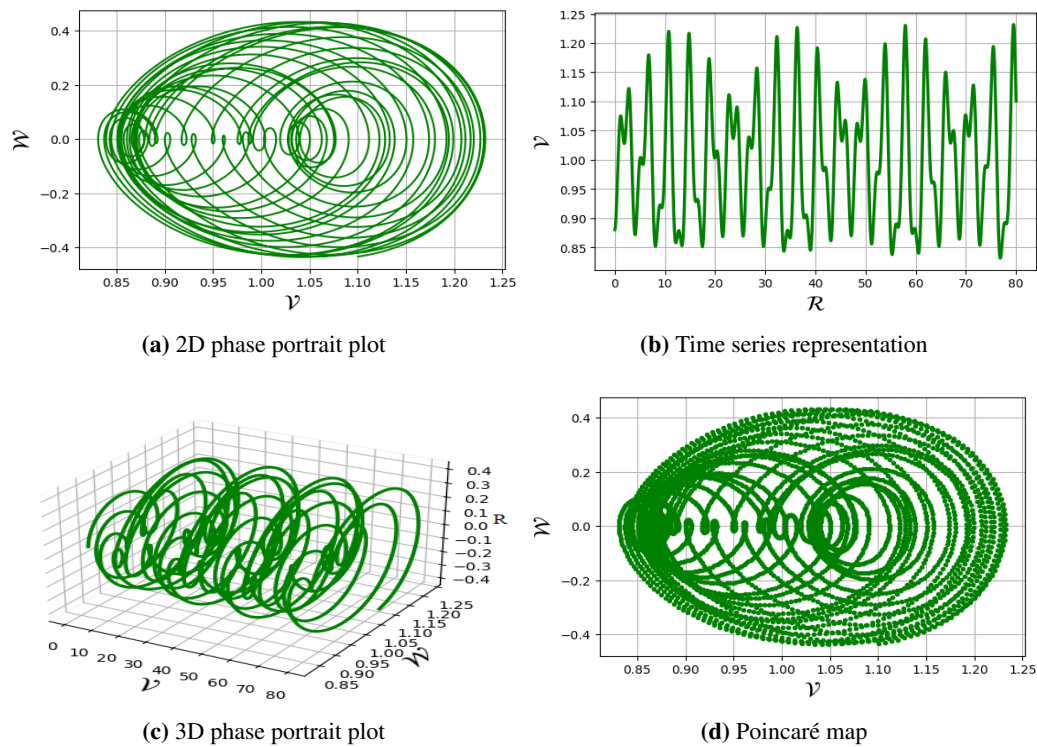 0.4
0.2
0.0
−0.2
−0.4
𝒲
0.85 0.90 0.95 1.00 1.05 1.10 1.15 1.20 1.25
𝒱
(a) 2D phase portrait plot
1.25
1.20
1.15
1.10
1.05
1.00
0.95
0.90
0.85
𝒱
0 10 20 30 40 50 60 70 80
ℛ
(b) Time series representation
0.4
0.3
0.2
0.1
0.0
−0.1
−0.2
−0.3
−0.4
R
1.25
1.20
1.15
1.10
1.05
1.00
0.95
0.90
0.85
𝒲
0 10 20 30 40 50 60 70 80
𝒱
(c) 3D phase portrait plot
0.4
0.2
0.0
−0.2
−0.4
𝒲
0.85 0.90 0.95 1.00 1.05 1.10 1.15 1.20 1.25
𝒱
(d) Poincaré map